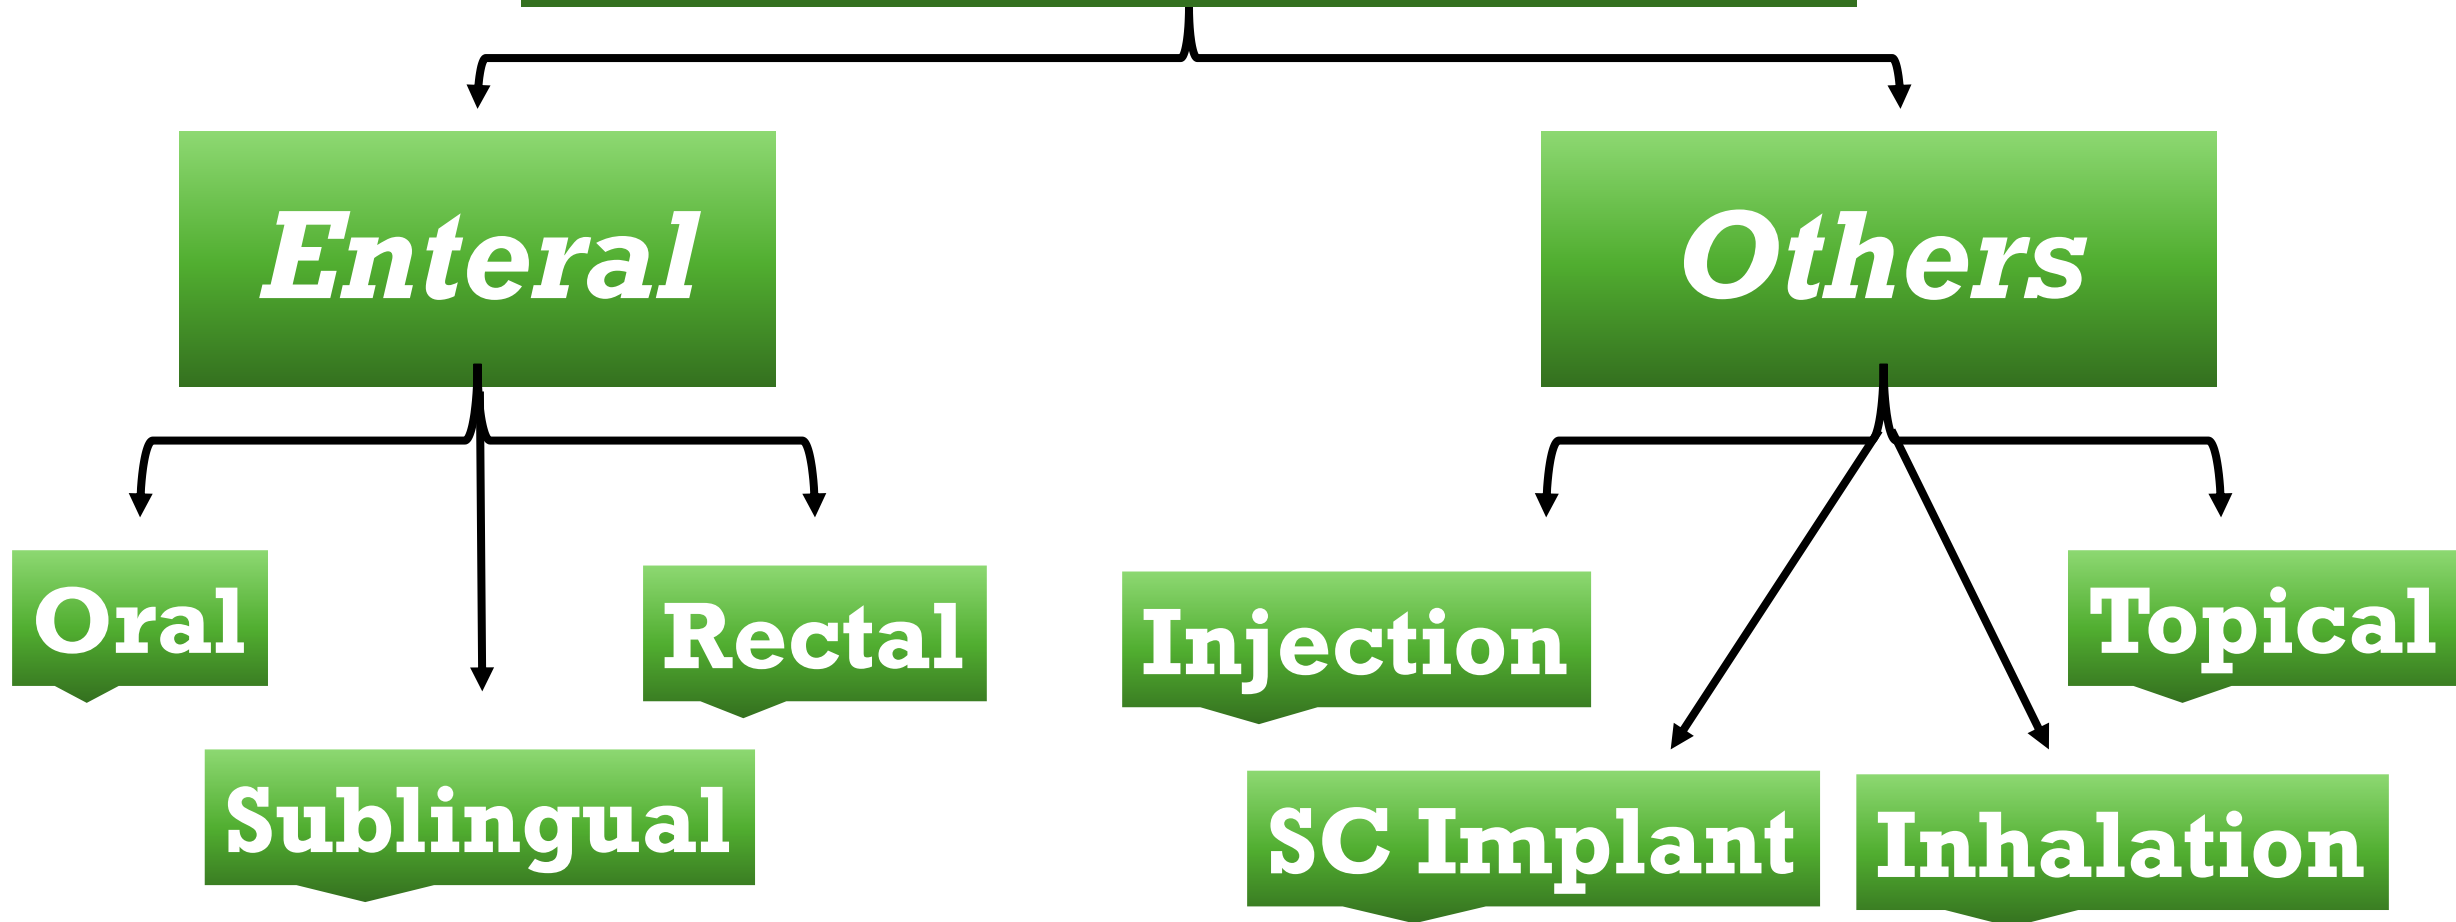 Enteral
Others
Oral
Rectal
Injection
Topical
Sublingual
SC Implant
Inhalation